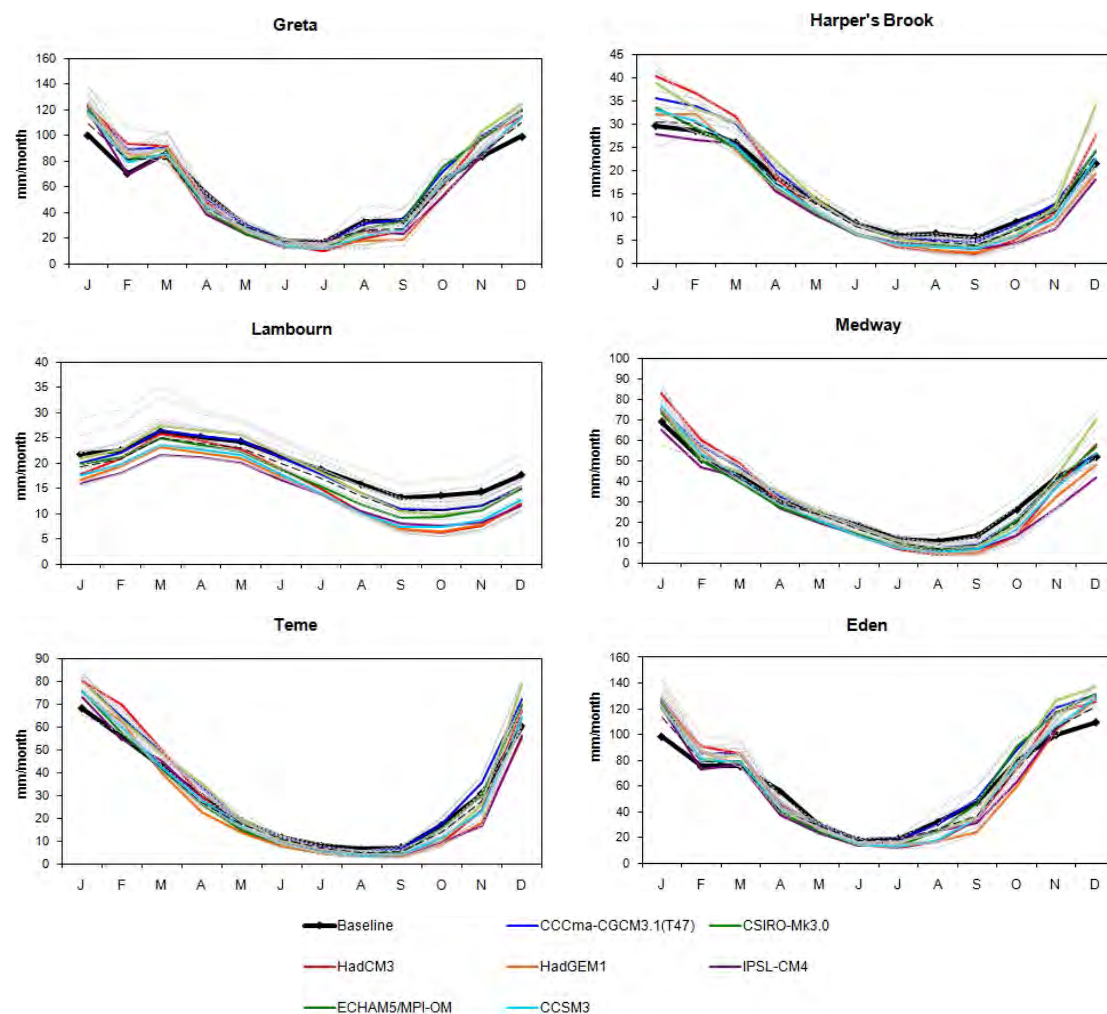 Greta
mm/month
160
140
120
100
80
60
40
20
0
J F M A M J J A S O N D
Harper's Brook
mm/month
45
40
35
30
25
20
15
10
5
0
J F M A M J J A S O N D
Lambourn
mm/month
40
35
30
25
20
15
10
5
0
J F M A M J J A S O N D
Medway
mm/month
100
90
80
70
60
50
40
30
20
10
0
J F M A M J J A S O N D
Teme
mm/month
90
80
70
60
50
40
30
20
10
0
J F M A M J J A S O N D
Eden
mm/month
160
140
120
100
80
60
40
20
0
J F M A M J J A S O N D
Baseline CCCma-CGCM3.1(T47) CSIRO-Mk3.0
HadCM3 HadGEM1 IPSL-CM4
ECHAM5/MPI-OM CCSM3